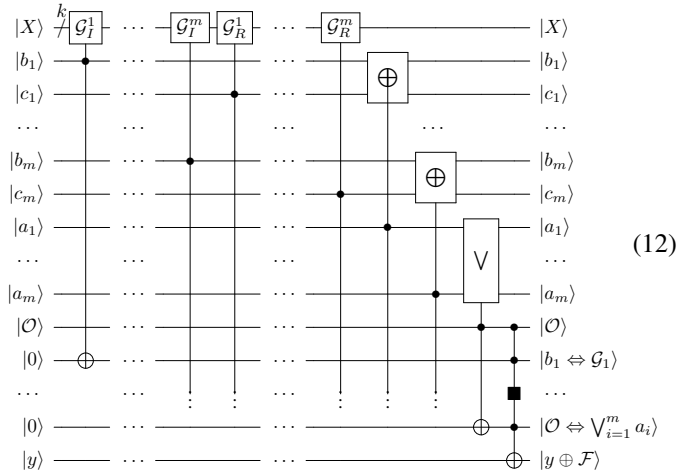 k
|X⟩ 𝒢_I^1 ⋯ 𝒢_I^m 𝒢_R^1 ⋯ 𝒢_R^m |X⟩
|b_1⟩ ⋯ ⋯ ⊕ |b_1⟩
|c_1⟩ ⋯ ⋯ |c_1⟩
⋯ ⋯ ⋯ ⋯ ⋯
|b_m⟩ ⋯ ⋯ ⊕ |b_m⟩
|c_m⟩ ⋯ ⋯ |c_m⟩
|a_1⟩ ⋯ ⋯ |a_1⟩
⋯ ⋯ ⋯ ∨ ⋯ (12)
|a_m⟩ ⋯ ⋯ |a_m⟩
|𝒪⟩ ⋯ ⋯ |𝒪⟩
|0⟩ ⋯ ⋯ |b_1 ⇔ 𝒢_1⟩
⋯ ⋯ ⋮ ⋮ ⋯ ⋮ ⋮ ⋮ ⋯
|0⟩ ⋯ ⋯ |𝒪 ⇔ ⋁_{i=1}^m a_i⟩
|y⟩ ⋯ ⋯ |y ⊕ ℱ⟩